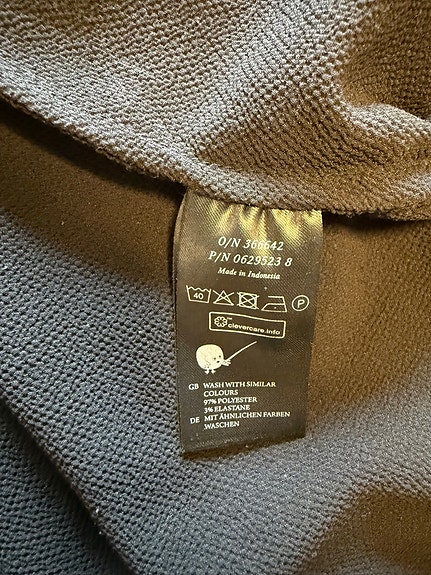 O/N 366642
P/N 0629523 8
Made in Indonesia
40 P
clevercare.info
GB WASH WITH SIMILAR
COLOURS
97% POLYESTER
3% ELASTANE
DE MIT ÄHNLICHEN FARBEN
WASCHEN